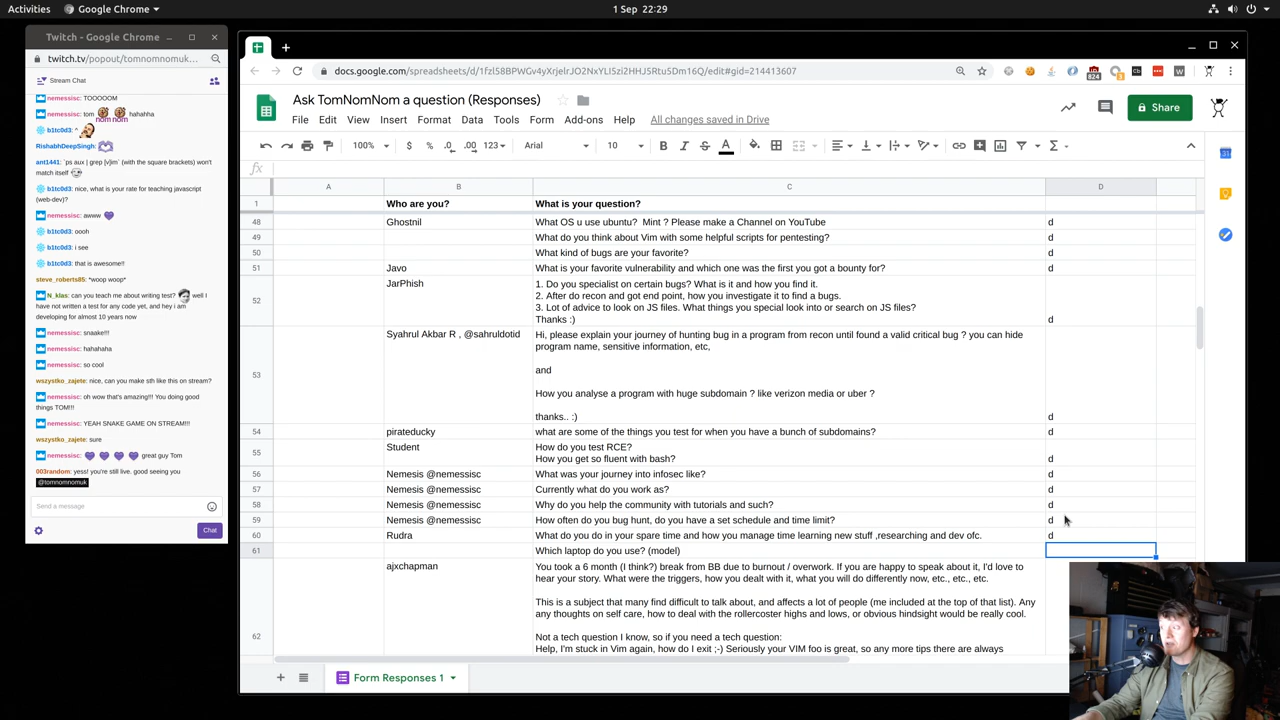 Activities
Google Chrome
1 Sep 22:29
Twitch - Google Chrome
twitch.tv/popout/tomnomnomuk
Stream Chat
nemessisc: TOOOOOM
nemessisc: tom hahahha
nom nom
b1tc0d3: ^
RishabhDeepSingh:
ant1441: `ps aux | grep [v]im` (with the square brackets) won't
match itself
b1tc0d3: nice, what is your rate for teaching javascript
(web-dev)?
nemessisc: awww
b1tc0d3: oooh
b1tc0d3: i see
b1tc0d3: that is awesome!!
steve_roberts85: *woop woop*
N_klas: can you teach me about writing test? well I
have not written a test for any code yet, and hey i am
developing for almost 10 years now
nemessisc: snaake!!!
nemessisc: hahahaha
nemessisc: so cool
wszystko_zajete: nice, can you make sth like this on stream?
nemessisc: oh wow that's amazing!!! You doing good
things TOM!!!
nemessisc: YEAH SNAKE GAME ON STREAM!!!
wszystko_zajete: sure
nemessisc: great guy Tom
003random: yess! you're still live. good seeing you
@tomnomnomuk
Send a message
Chat
Ask TomNomNom a question (Responses)
File Edit View Insert Format Data Tools Form Add-ons Help All changes saved in Drive
Share
824
3
100% $ % .0 .00 123 Arial 10
fx
A B C D
1 Who are you? What is your question?
48 Ghostnil What OS u use ubuntu? Mint ? Please make a Channel on YouTube d
49 What do you think about Vim with some helpful scripts for pentesting? d
50 What kind of bugs are your favorite? d
51 Javo What is your favorite vulnerability and which one was the first you got a bounty for? d
52 JarPhish 1. Do you specialist on certain bugs? What is it and how you find it.
2. After do recon and got end point, how you investigate it to find a bugs.
3. Lot of advice to look on JS files. What things you special look into or search on JS files?
Thanks :) d
53 Syahrul Akbar R , @sahruldotid Hi, please explain your journey of hunting bug in a program from recon until found a valid critical bug ? you can hide
program name, sensitive information, etc,
and
How you analyse a program with huge subdomain ? like verizon media or uber ?
thanks.. :) d
54 pirateducky what are some of the things you test for when you have a bunch of subdomains? d
55 Student How do you test RCE?
How you get so fluent with bash? d
56 Nemesis @nemessisc What was your journey into infosec like? d
57 Nemesis @nemessisc Currently what do you work as? d
58 Nemesis @nemessisc Why do you help the community with tutorials and such? d
59 Nemesis @nemessisc How often do you bug hunt, do you have a set schedule and time limit? d
60 Rudra What do you do in your spare time and how you manage time learning new stuff ,researching and dev ofc. d
61 Which laptop do you use? (model)
62 ajxchapman You took a 6 month (I think?) break from BB due to burnout / overwork. If you are happy to speak about it, I'd love to
hear your story. What were the triggers, how you dealt with it, what you will do differently now, etc., etc., etc.
This is a subject that many find difficult to talk about, and affects a lot of people (me included at the top of that list). Any
any thoughts on self care, how to deal with the rollercoster highs and lows, or obvious hindsight would be really cool.
Not a tech question I know, so if you need a tech question:
Help, I'm stuck in Vim again, how do I exit ;-) Seriously your VIM foo is great, so any more tips there are always
Form Responses 1